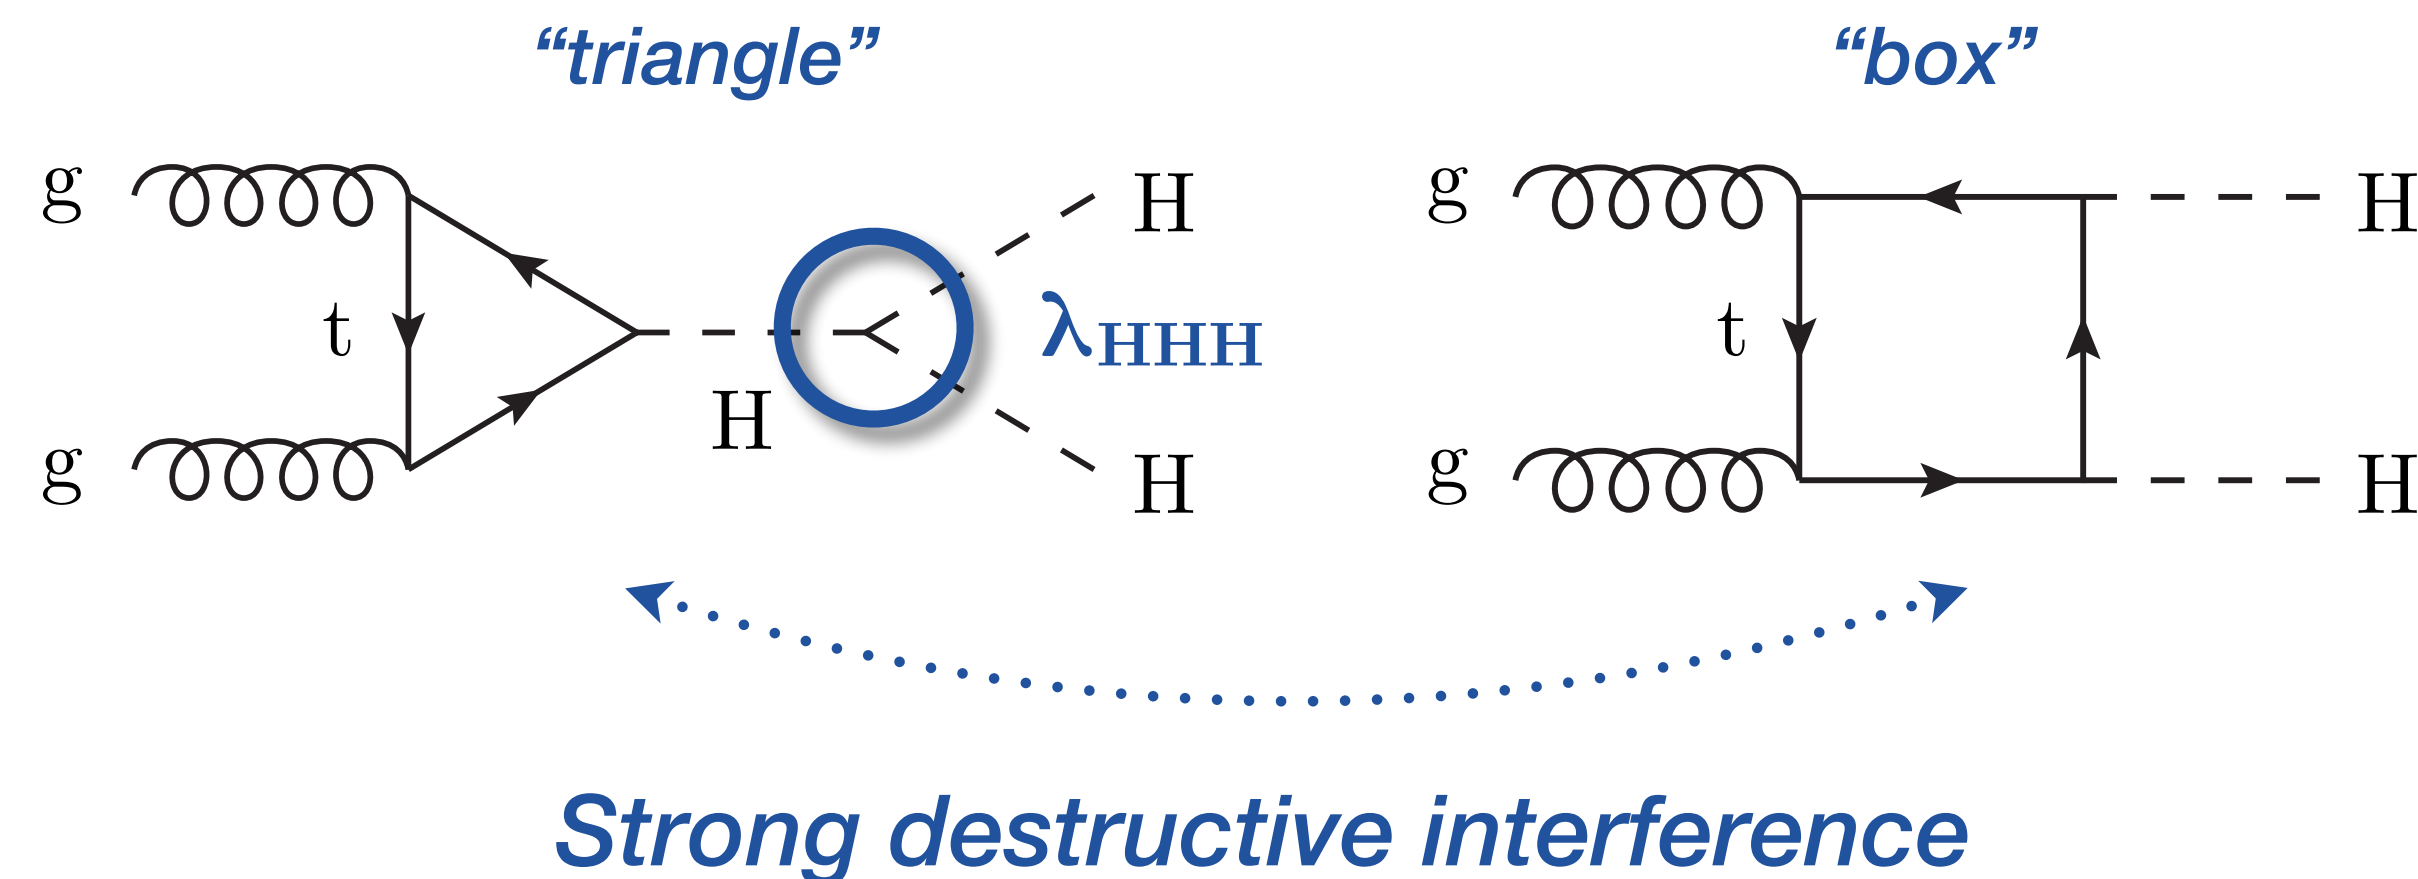 “triangle”
“box”
g
t
g
H
H
λHHH
H
g
t
g
H
H
Strong destructive interference